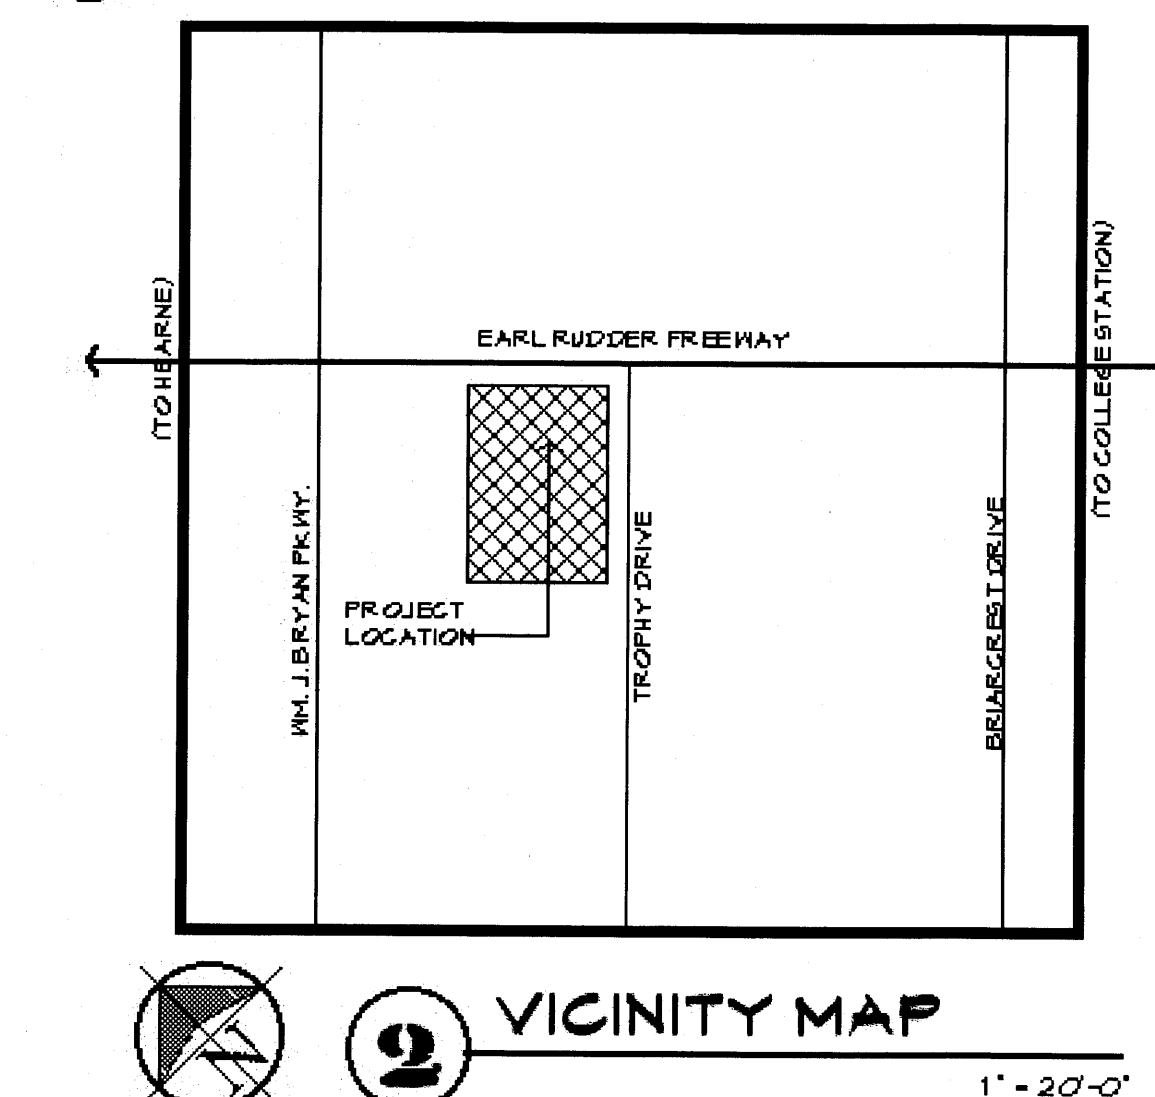 (TO HEARNE)
(TO COLLEGE STATION)
EARL RUDDER FREEWAY
WM. J. BRYAN PKWY.
TROPHY DRIVE
BRIARCREST DRIVE
PROJECT
LOCATION
N
2
VICINITY MAP
1" = 20'-0"